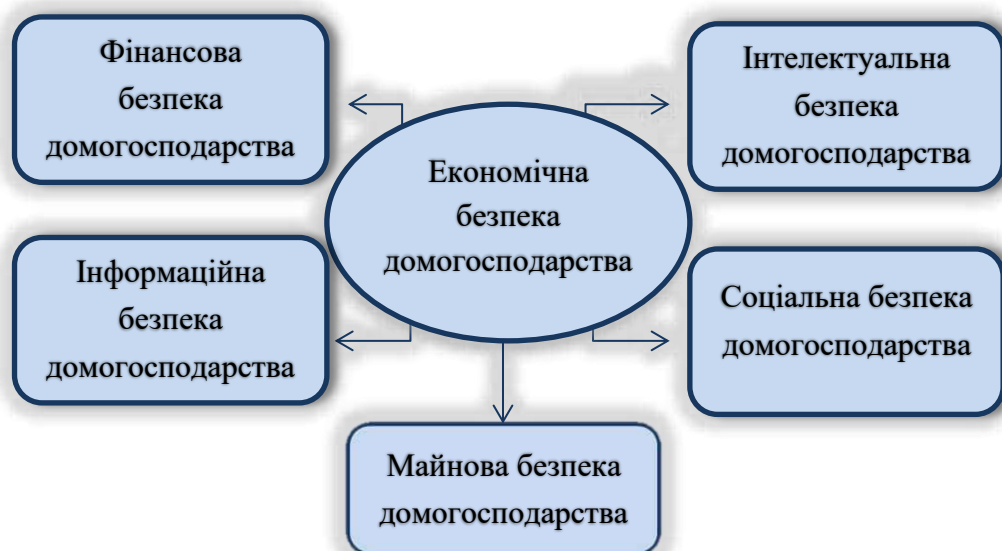 Фінансова
безпека
домогосподарства
Інтелектуальна
безпека
домогосподарства
Економічна
безпека
домогосподарства
Інформаційна
безпека
домогосподарства
Соціальна безпека
домогосподарства
Майнова безпека
домогосподарства